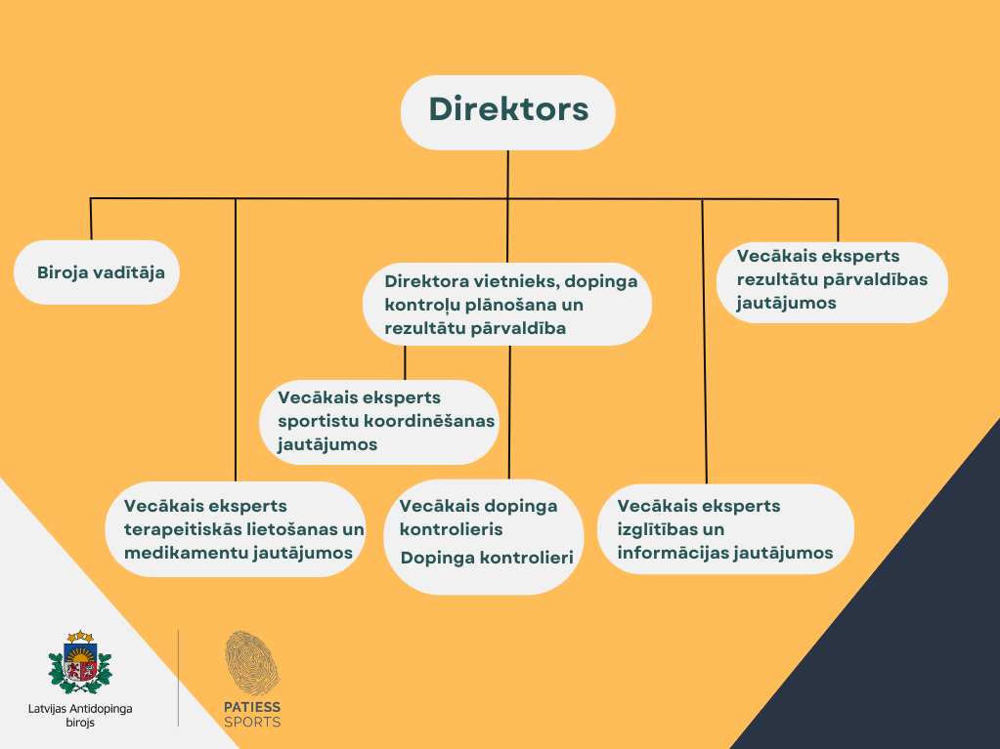 Direktors
Biroja vadītāja
Direktora vietnieks, dopinga
kontroļu plānošana un
rezultātu pārvaldība
Vecākais eksperts
rezultātu pārvaldības
jautājumos
Vecākais eksperts
sportistu koordinēšanas
jautājumos
Vecākais eksperts
terapeitiskās lietošanas un
medikamentu jautājumos
Vecākais dopinga
kontrolieris
Dopinga kontrolieri
Vecākais eksperts
izglītības un
informācijas jautājumos
Latvijas Antidopinga
birojs
PATIESS
SPORTS